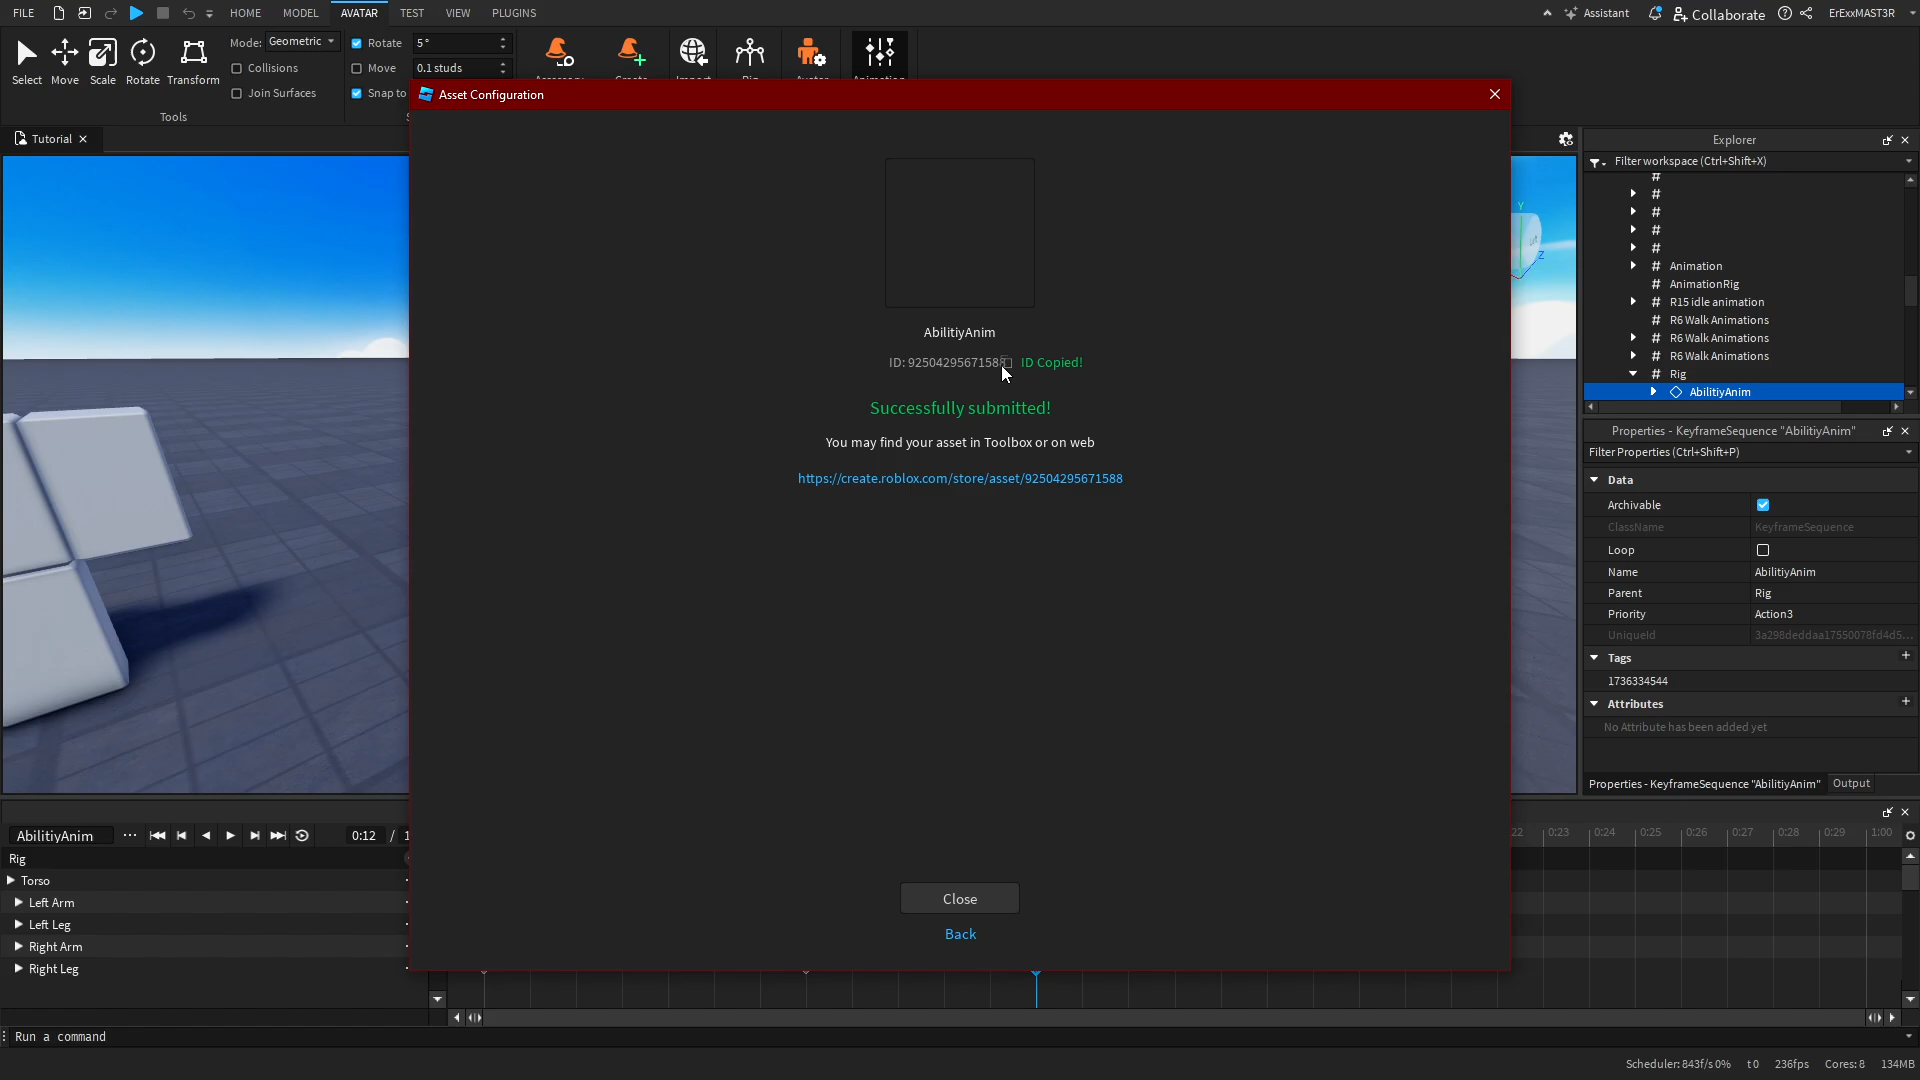 FILE HOME MODEL AVATAR TEST VIEW PLUGINS Assistant Collaborate ErExxMAST3R
Select Move Scale Rotate Transform
Mode: Geometric
Collisions
Join Surfaces
Tools
Rotate 5°
Move 0.1 studs
Snap to
Tutorial
Asset Configuration
AbilitiyAnim
ID: 92504295671588 ID Copied!
Successfully submitted!
You may find your asset in Toolbox or on web
https://create.roblox.com/store/asset/92504295671588
Close
Back
Y
Z
Explorer
Filter workspace (Ctrl+Shift+X)
#
#
#
#
#
# Animation
# AnimationRig
# R15 idle animation
# R6 Walk Animations
# R6 Walk Animations
# R6 Walk Animations
# Rig
AbilitiyAnim
Properties - KeyframeSequence "AbilitiyAnim"
Filter Properties (Ctrl+Shift+P)
Data
Archivable
ClassName KeyframeSequence
Loop
Name AbilitiyAnim
Parent Rig
Priority Action3
UniqueId 3a298deddaa17550078fd4d5...
Tags
1736334544
Attributes
No Attribute has been added yet
Properties - KeyframeSequence "AbilitiyAnim" Output
AbilitiyAnim ... 0:12 / 1
22 0:23 0:24 0:25 0:26 0:27 0:28 0:29 1:00
Rig
Torso
Left Arm
Left Leg
Right Arm
Right Leg
Run a command
Scheduler: 843f/s 0% t 0 236fps Cores: 8 134MB